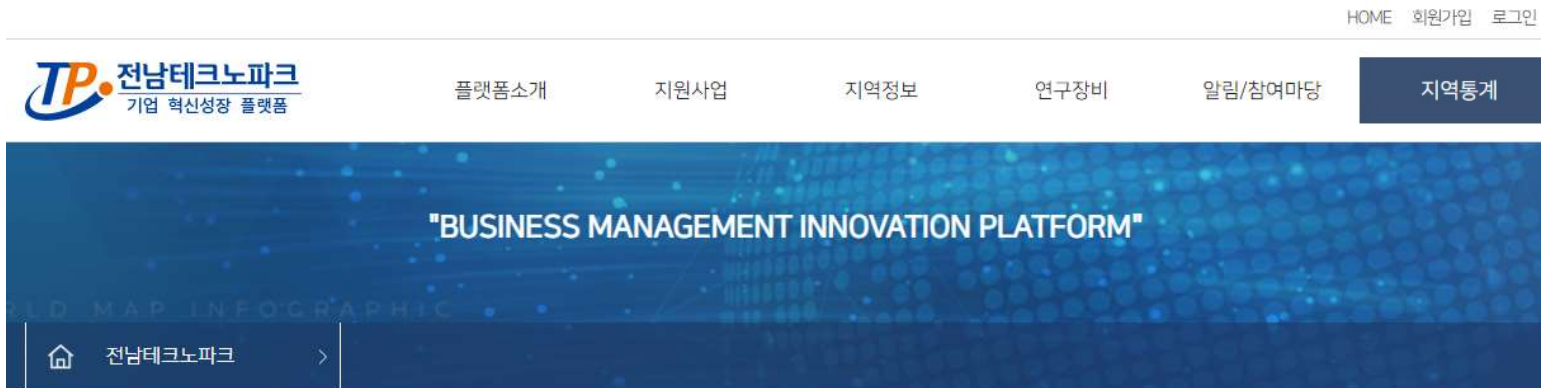 HOME 회원가입 로그인
TP 전남테크노파크
기업 혁신성장 플랫폼
플랫폼소개 지원사업 지역정보 연구장비 알림/참여마당 지역통계
"BUSINESS MANAGEMENT INNOVATION PLATFORM"
RLD MAP INFOGRAPHIC
전남테크노파크 >